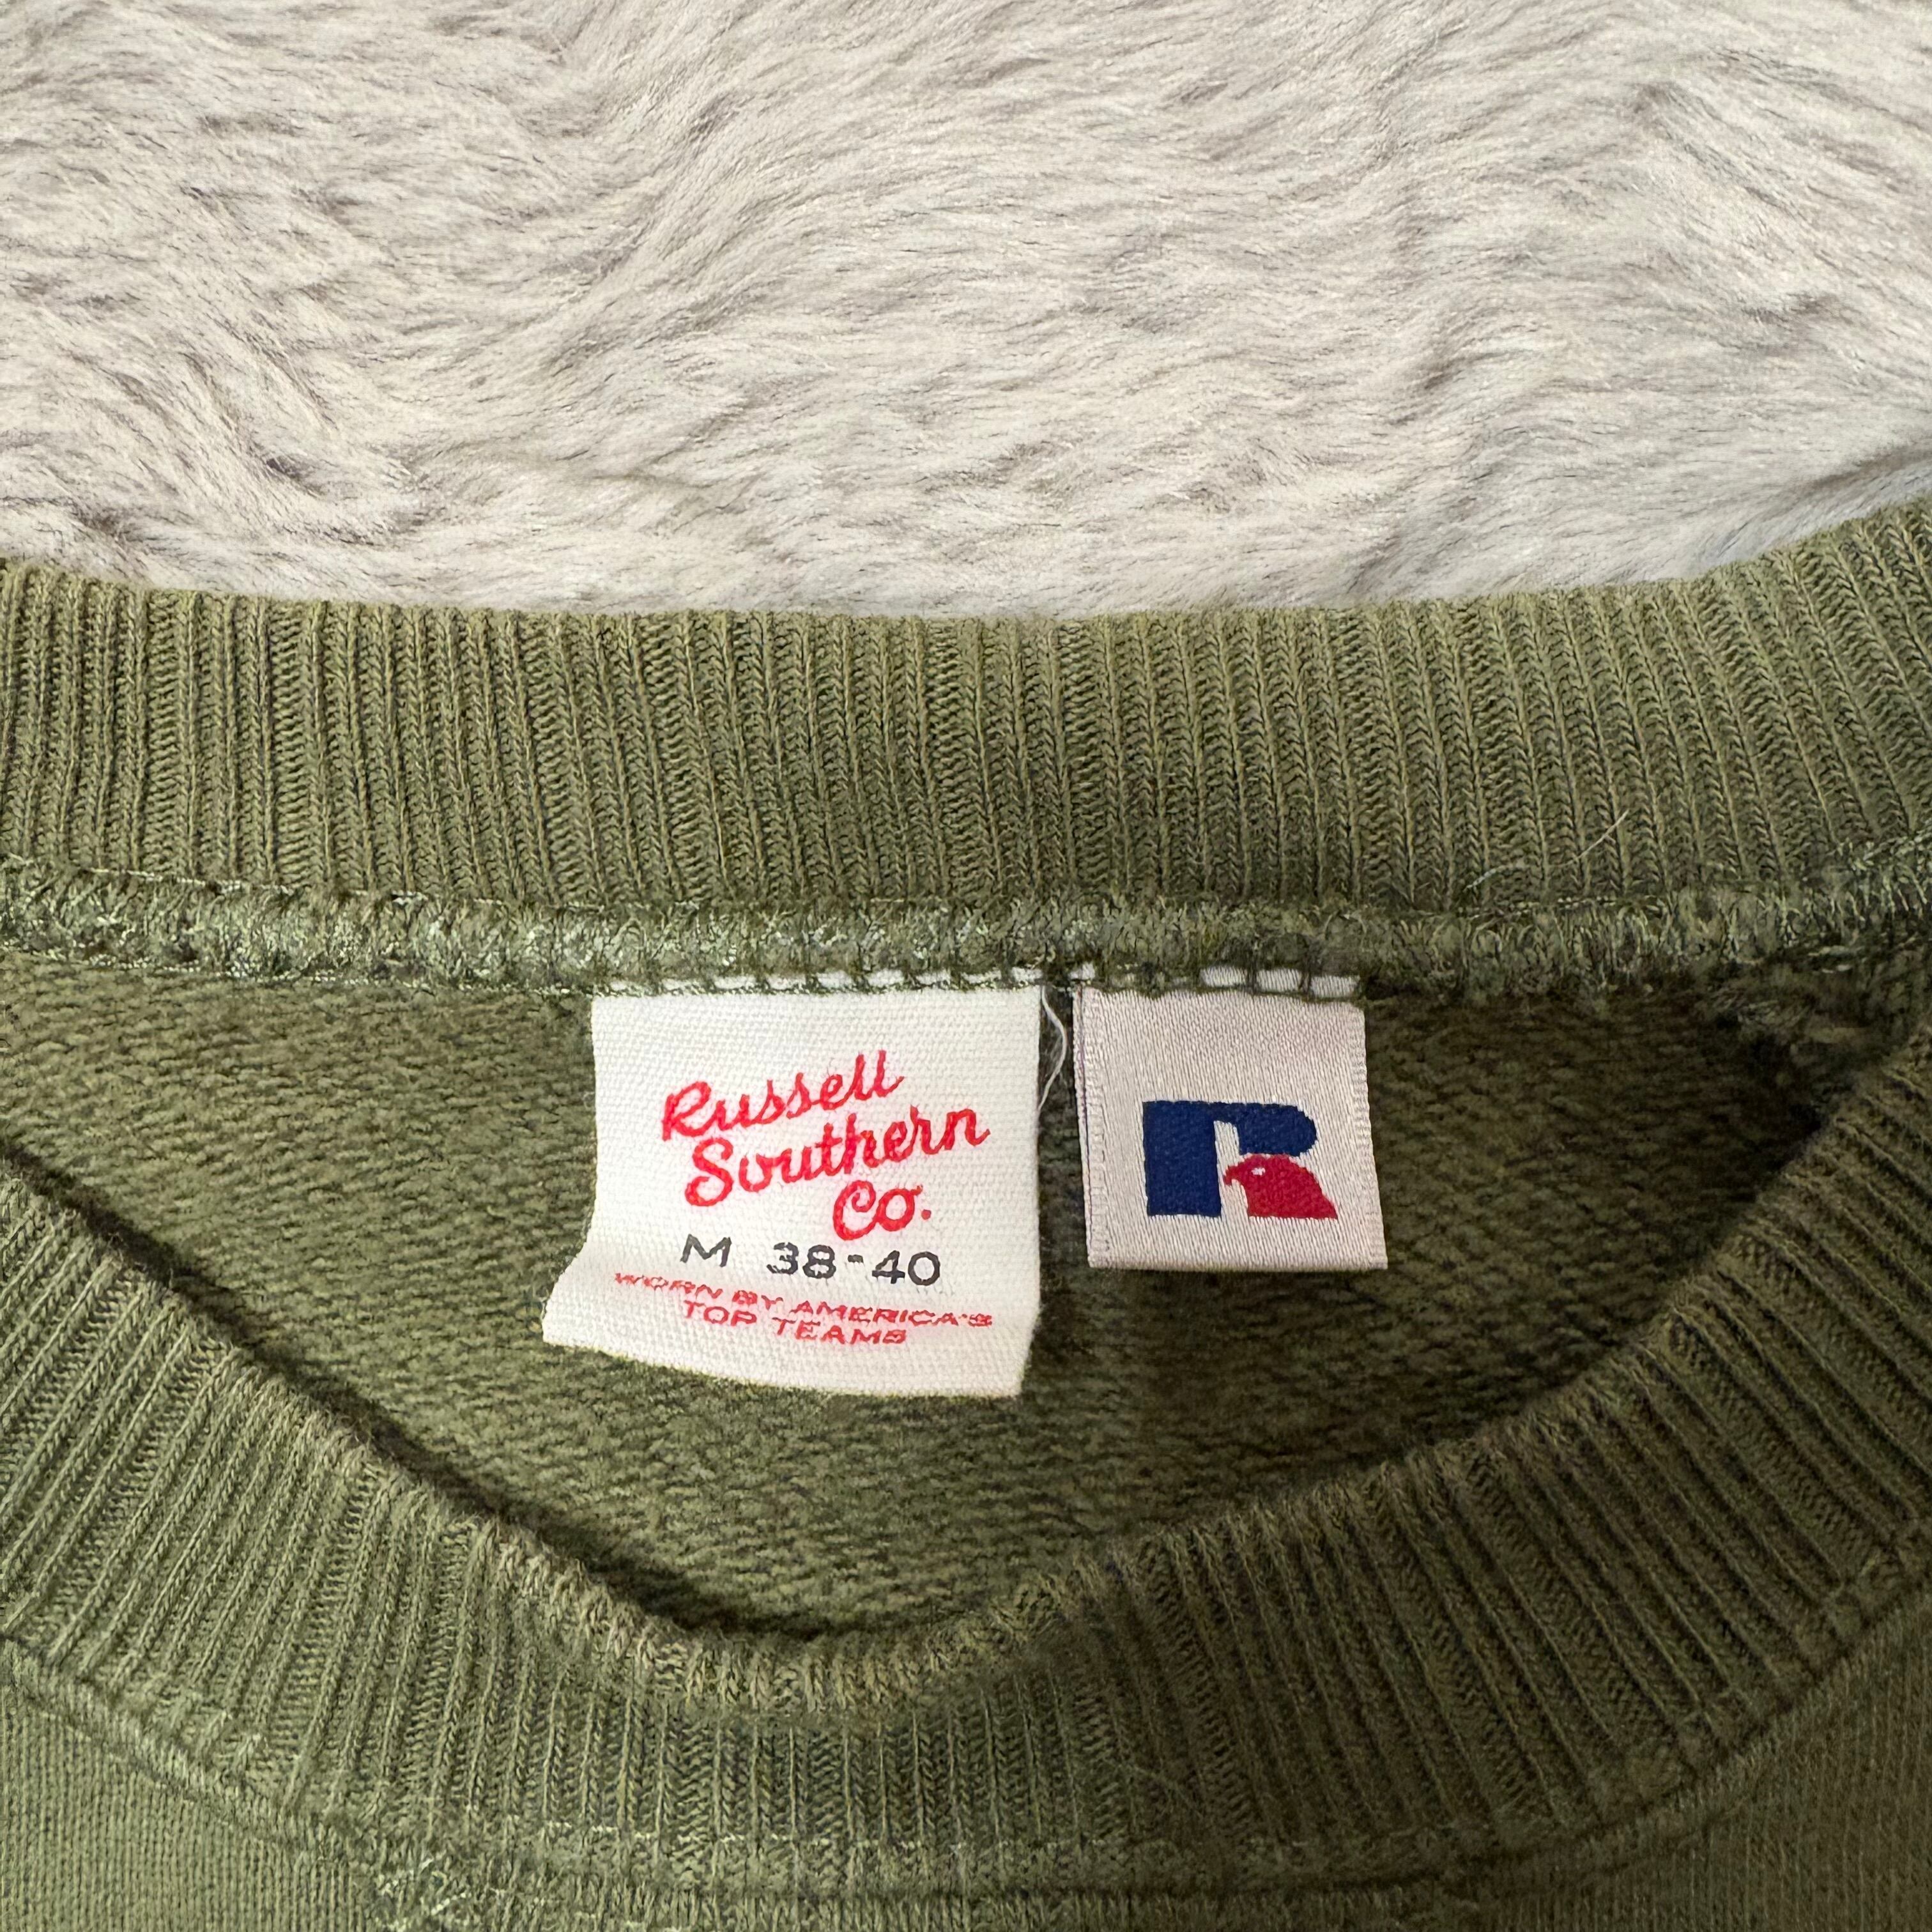 Russell
Southern
Co.
M 38-40
WORN BY AMERICA'S
TOP TEAMS
R